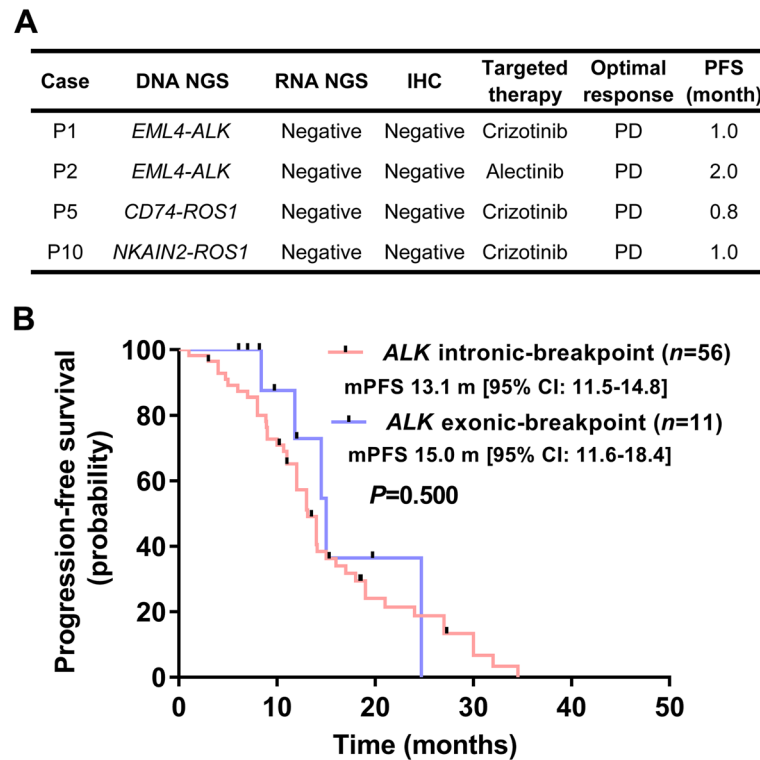 A
Case DNA NGS RNA NGS IHC Targeted therapy Optimal response PFS (month)
P1 EML4-ALK Negative Negative Crizotinib PD 1.0
P2 EML4-ALK Negative Negative Alectinib PD 2.0
P5 CD74-ROS1 Negative Negative Crizotinib PD 0.8
P10 NKAIN2-ROS1 Negative Negative Crizotinib PD 1.0
B
Progression-free survival
(probability)
100
80
60
40
20
0
ALK intronic-breakpoint (n=56)
mPFS 13.1 m [95% CI: 11.5-14.8]
ALK exonic-breakpoint (n=11)
mPFS 15.0 m [95% CI: 11.6-18.4]
P=0.500
0 10 20 30 40 50
Time (months)